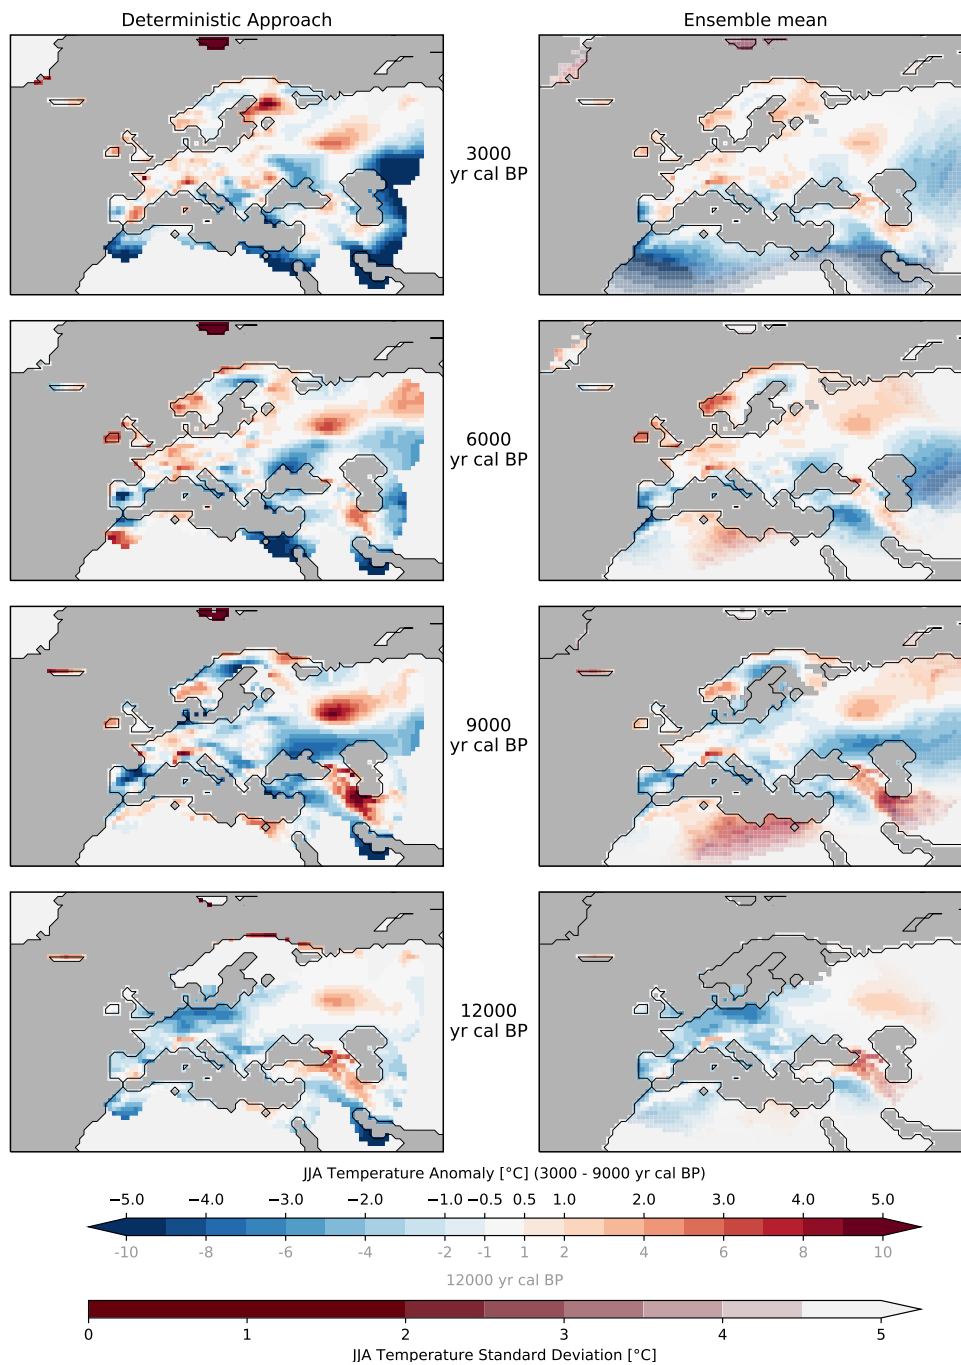 Deterministic Approach
Ensemble mean
3000
yr cal BP
6000
yr cal BP
9000
yr cal BP
12000
yr cal BP
JJA Temperature Anomaly [°C] (3000 - 9000 yr cal BP)
−5.0 −4.0 −3.0 −2.0 −1.0 −0.5 0.5 1.0 2.0 3.0 4.0 5.0
-10 -8 -6 -4 -2 -1 1 2 4 6 8 10
12000 yr cal BP
0 1 2 3 4 5
JJA Temperature Standard Deviation [°C]